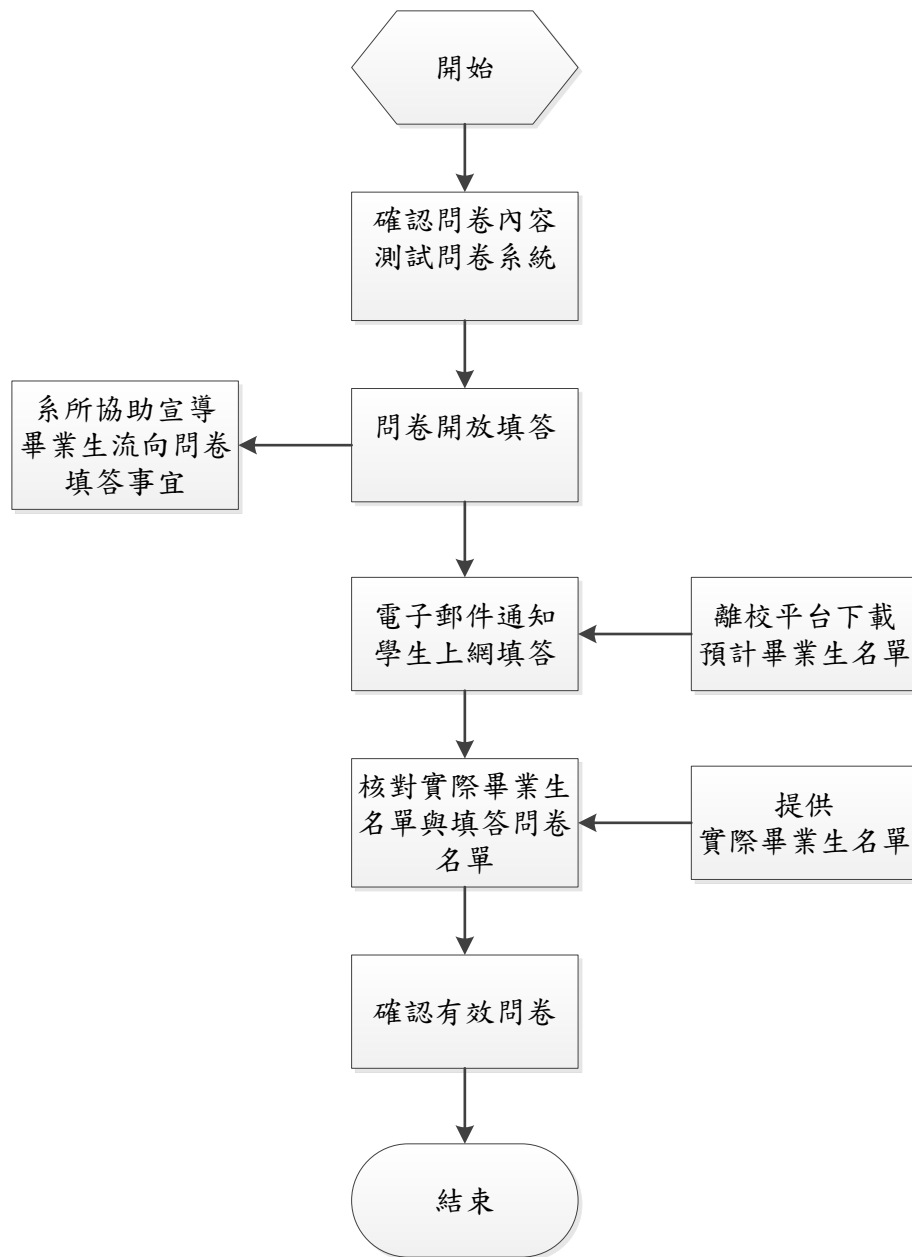 開始
確認問卷內容
測試問卷系統
系所協助宣導
畢業生流向問卷
填答事宜
問卷開放填答
電子郵件通知
學生上網填答
離校平台下載
預計畢業生名單
核對實際畢業生
名單與填答問卷
名單
提供
實際畢業生名單
確認有效問卷
結束